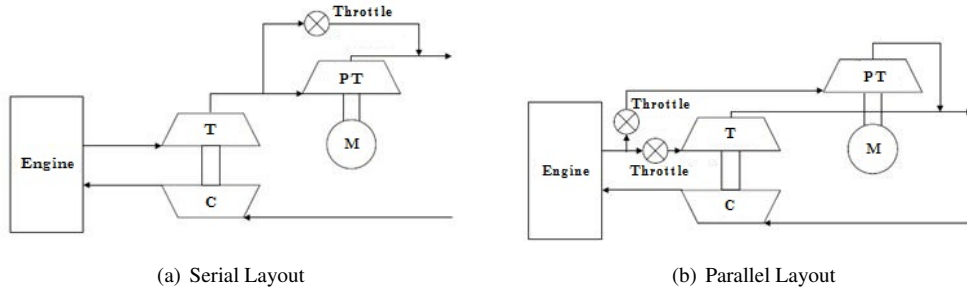 Throttle
PT
T
Engine
M
C
(a) Serial Layout
PT
Throttle
T
M
Engine
Throttle
C
(b) Parallel Layout